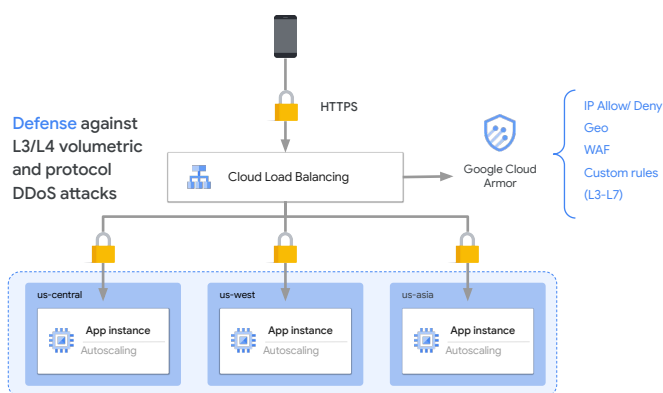 HTTPS
Defense against
L3/L4 volumetric
and protocol
DDoS attacks
Cloud Load Balancing
Google Cloud
Armor
IP Allow/ Deny
Geo
WAF
Custom rules
(L3-L7)
us-central
App instance
Autoscaling
us-west
App instance
Autoscaling
us-asia
App instance
Autoscaling